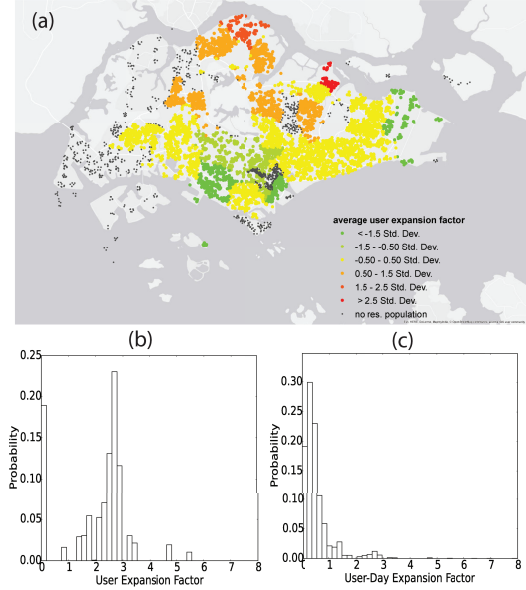 (a)
average user expansion factor
< -1.5 Std. Dev.
-1.5 - -0.50 Std. Dev.
-0.50 - 0.50 Std. Dev.
0.50 - 1.5 Std. Dev.
1.5 - 2.5 Std. Dev.
> 2.5 Std. Dev.
no res. population
(b)
0.25
0.20
0.15
0.10
0.05
0.00
Probability
0 1 2 3 4 5 6 7 8
User Expansion Factor
(c)
0.30
0.25
0.20
0.15
0.10
0.05
0.00
Probability
0 1 2 3 4 5 6 7 8
User-Day Expansion Factor